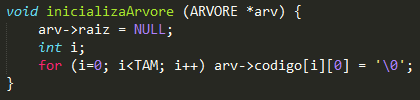 void inicializaArvore (ARVORE *arv) {
    arv->raiz = NULL;
    int i;
    for (i=0; i<TAM; i++) arv->codigo[i][0] = '\0';
}